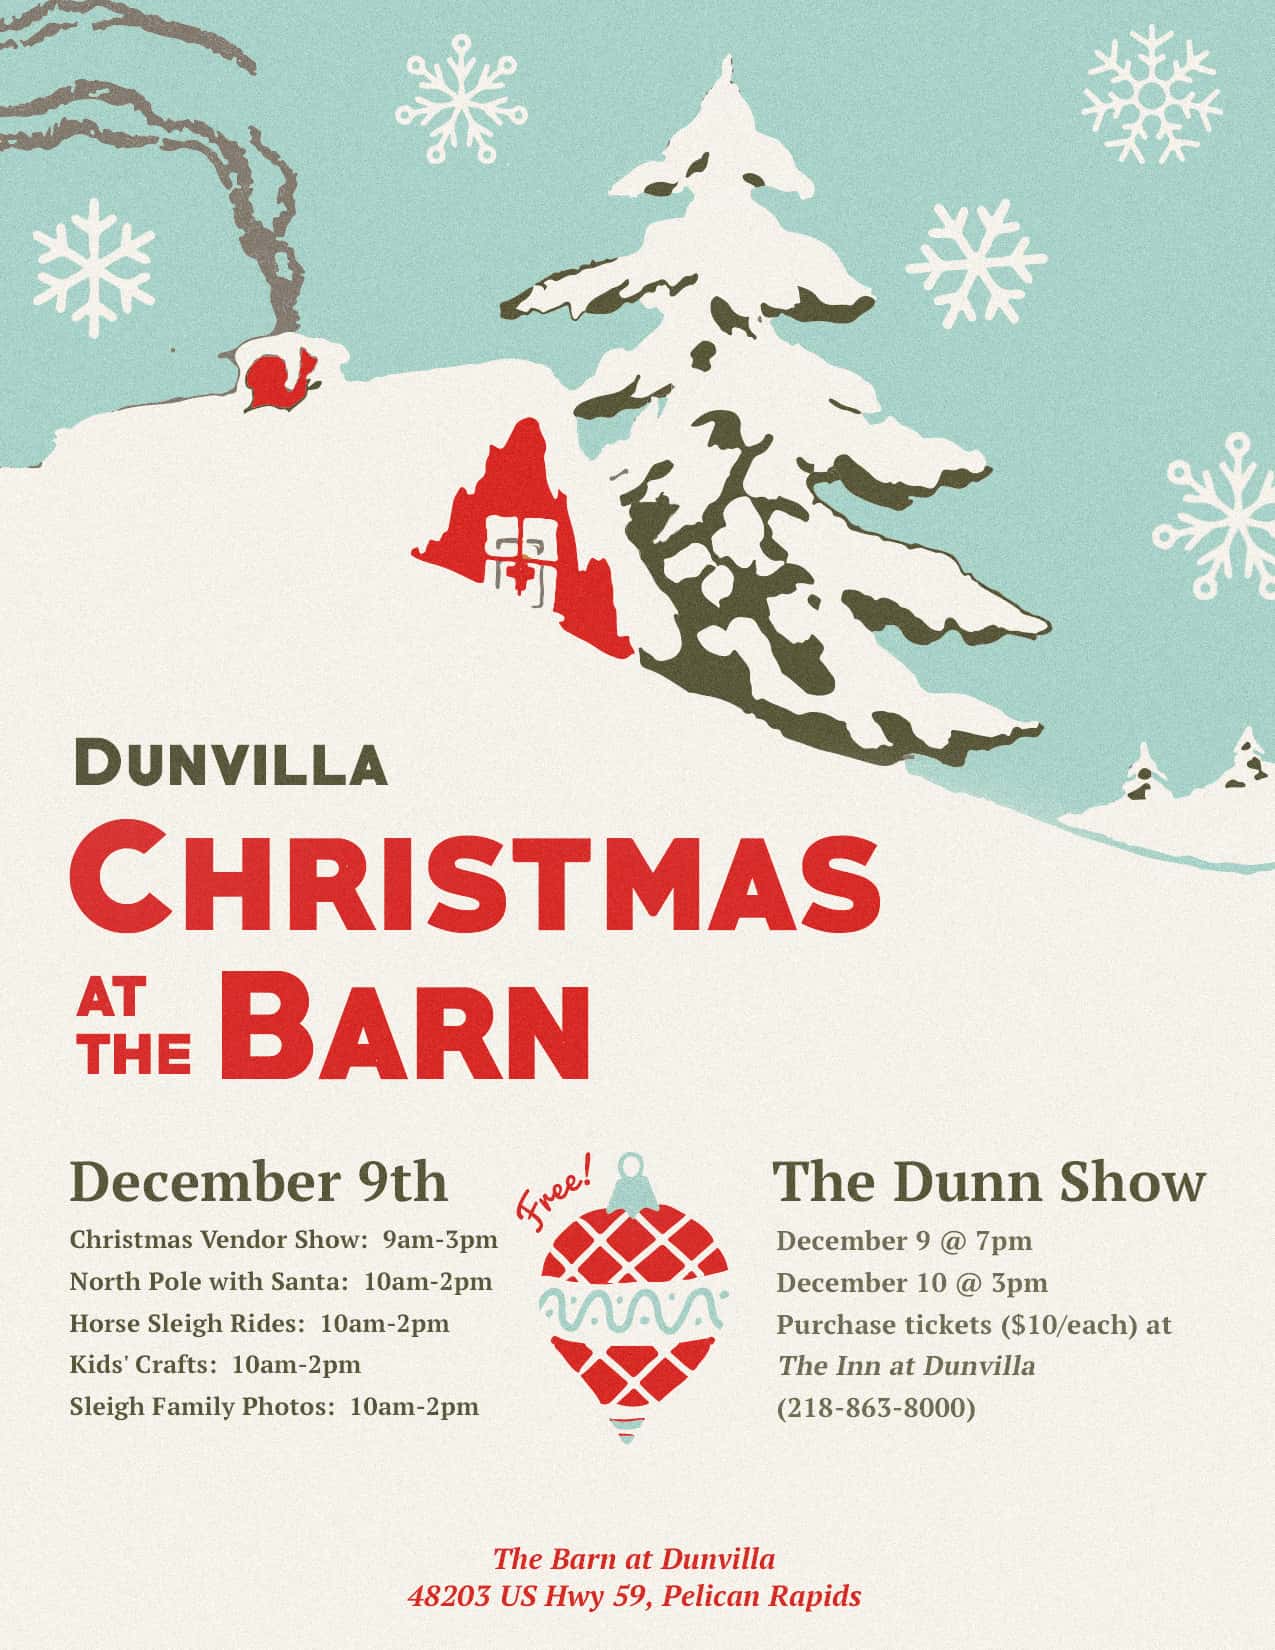 Dunvilla
Christmas
at
the Barn
December 9th
Christmas Vendor Show: 9am-3pm
North Pole with Santa: 10am-2pm
Horse Sleigh Rides: 10am-2pm
Kids' Crafts: 10am-2pm
Sleigh Family Photos: 10am-2pm
Free!
The Dunn Show
December 9 @ 7pm
December 10 @ 3pm
Purchase tickets ($10/each) at
The Inn at Dunvilla
(218-863-8000)
The Barn at Dunvilla
48203 US Hwy 59, Pelican Rapids